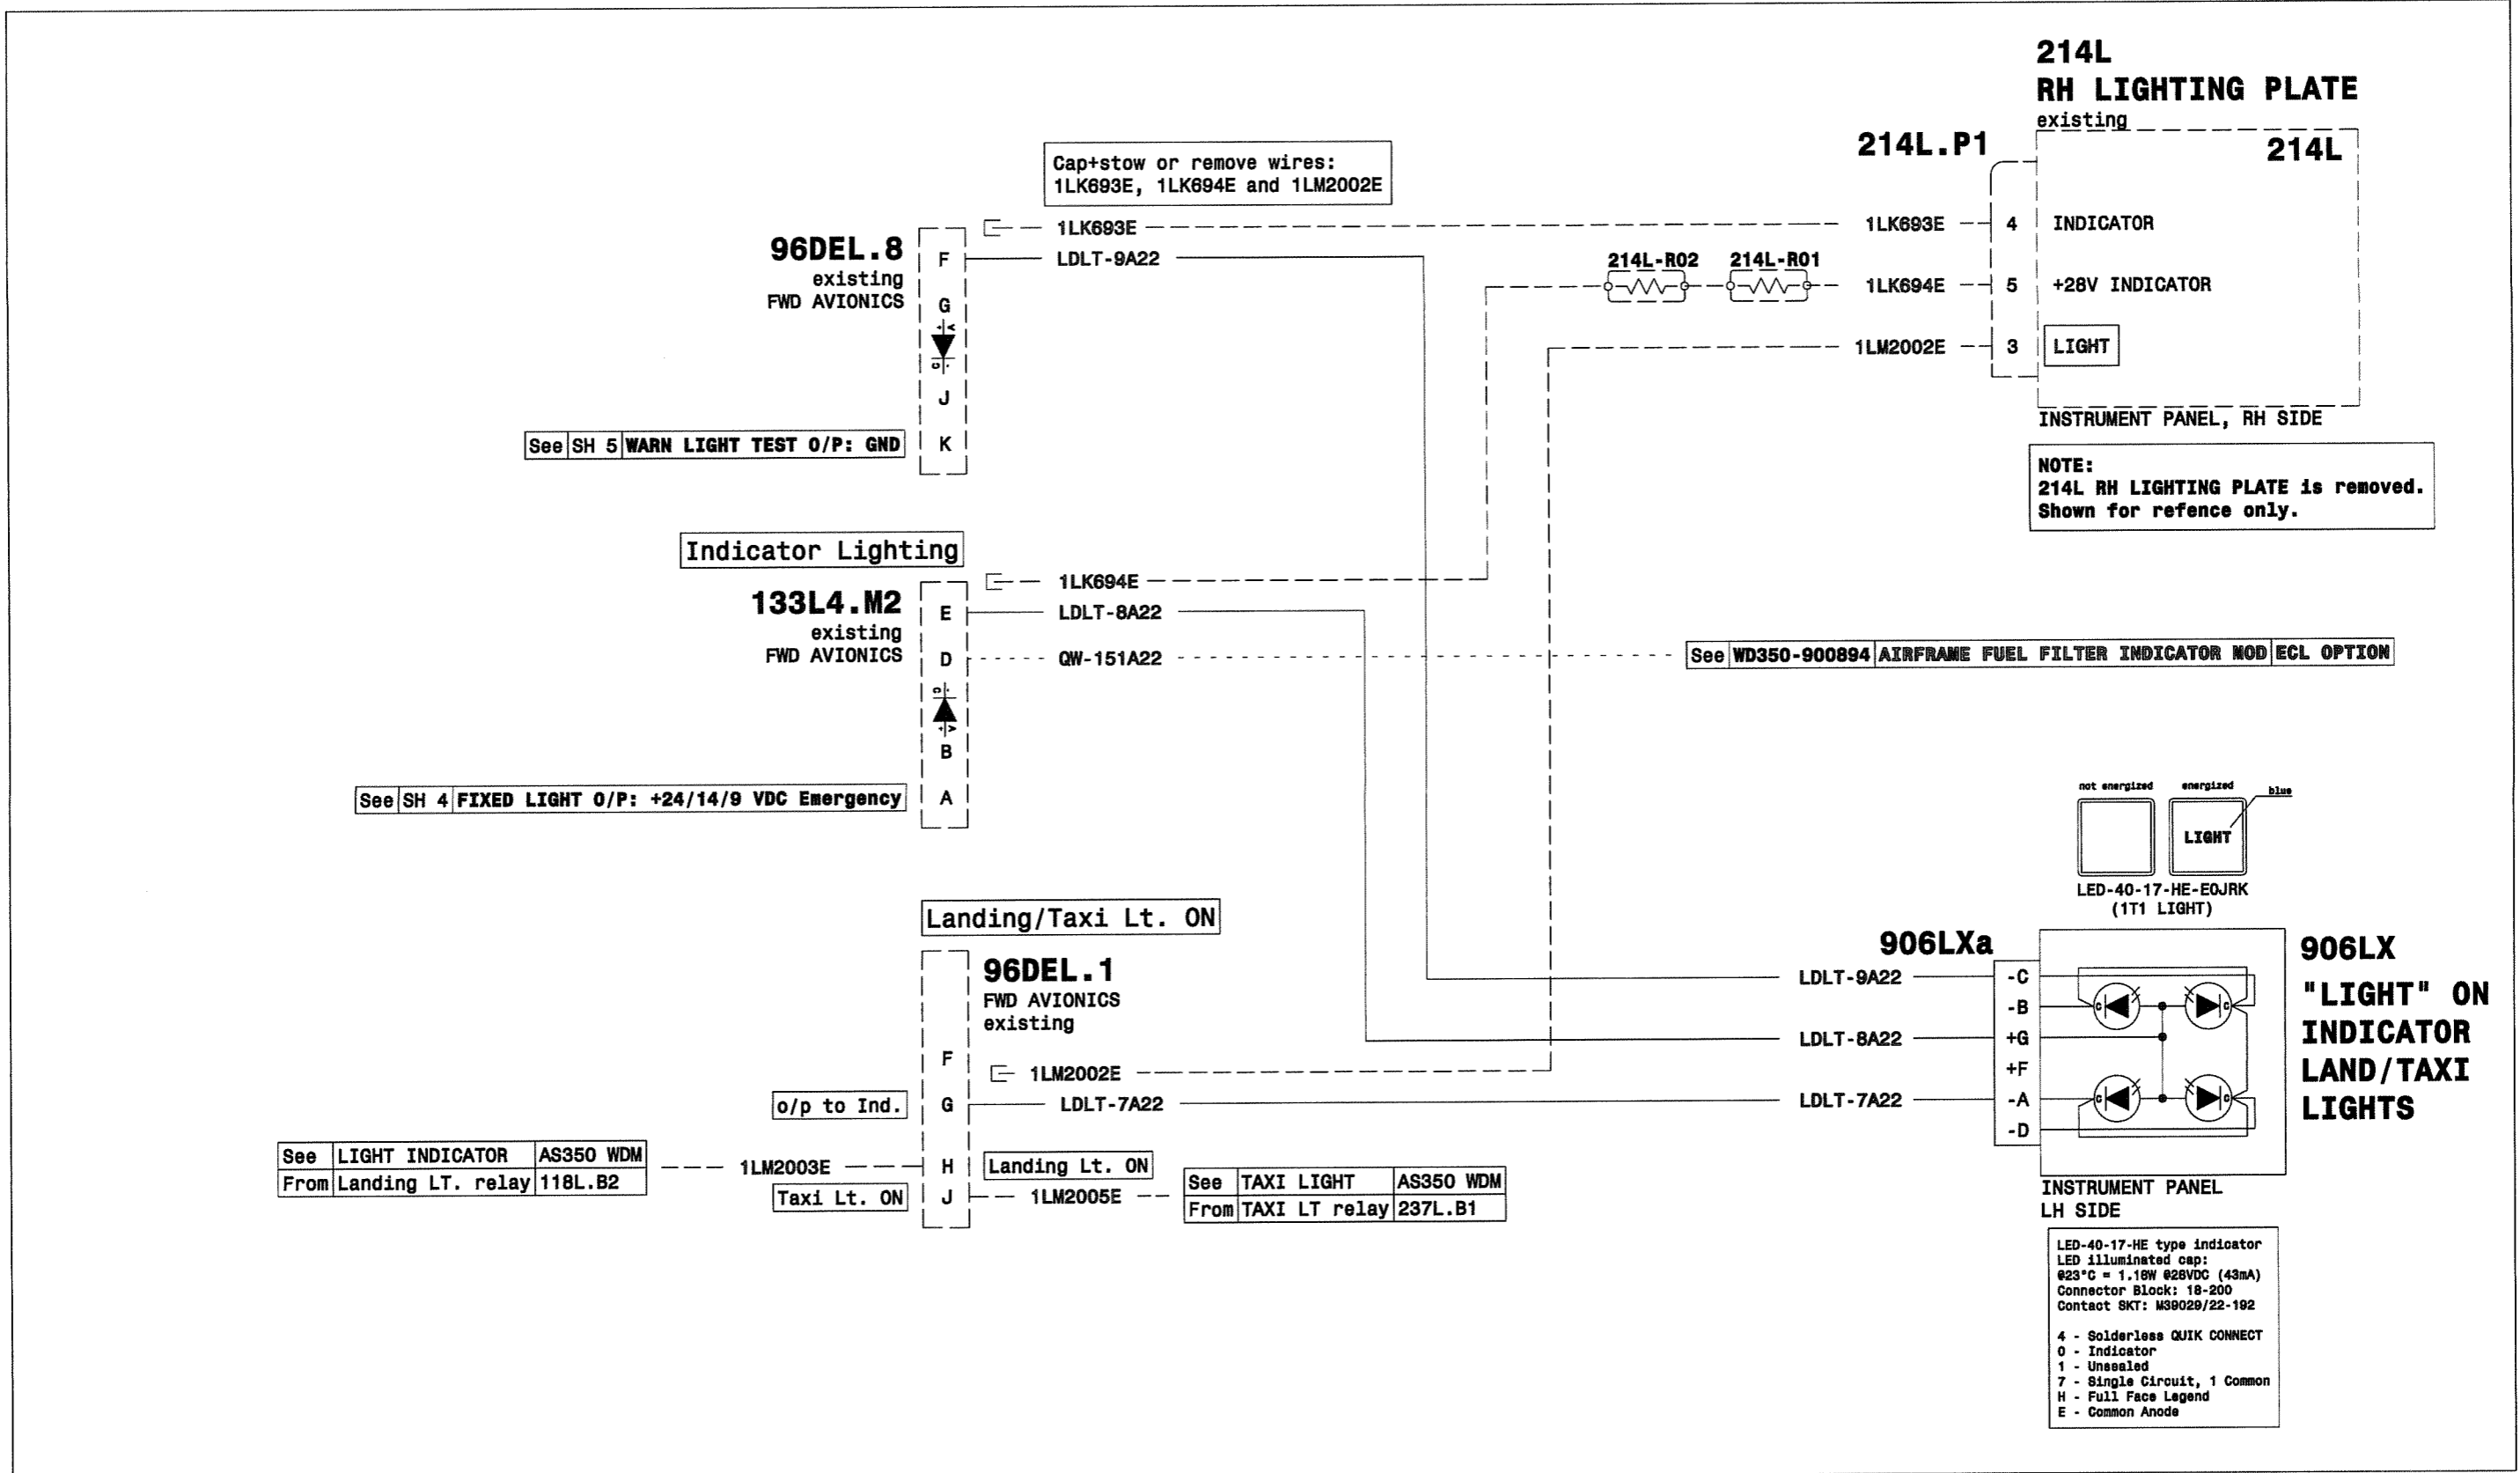 214L
RH LIGHTING PLATE
existing
214L.P1
214L
Cap+stow or remove wires:
1LK693E, 1LK694E and 1LM2002E
1LK693E
1LK693E
4
INDICATOR
96DEL.8
existing
FWD AVIONICS
F
LDLT-9A22
214L-R02
214L-R01
1LK694E
5
+28V INDICATOR
G
+
A
C
-
1LM2002E
3
LIGHT
J
INSTRUMENT PANEL, RH SIDE
See
SH 5
WARN LIGHT TEST O/P: GND
K
NOTE:
214L RH LIGHTING PLATE is removed.
Shown for refence only.
Indicator Lighting
1LK694E
133L4.M2
existing
FWD AVIONICS
E
LDLT-8A22
D
QW-151A22
See
WD350-900894
AIRFRAME FUEL FILTER INDICATOR MOD
ECL OPTION
C
-
+
A
B
See
SH 4
FIXED LIGHT O/P: +24/14/9 VDC Emergency
A
not energized
energized
blue
LIGHT
LED-40-17-HE-E0JRK
(1T1 LIGHT)
Landing/Taxi Lt. ON
96DEL.1
FWD AVIONICS
existing
906LXa
906LX
"LIGHT" ON
INDICATOR
LAND/TAXI
LIGHTS
LDLT-9A22
-C
-B
C
C
LDLT-8A22
+G
F
1LM2002E
+F
o/p to Ind.
G
LDLT-7A22
LDLT-7A22
-A
C
C
-D
See
LIGHT INDICATOR
AS350 WDM
From
Landing LT. relay
118L.B2
1LM2003E
H
Landing Lt. ON
Taxi Lt. ON
J
1LM2005E
See
TAXI LIGHT
AS350 WDM
From
TAXI LT relay
237L.B1
INSTRUMENT PANEL
LH SIDE
LED-40-17-HE type indicator
LED illuminated cap:
@23°C = 1.18W @28VDC (43mA)
Connector Block: 18-200
Contact SKT: M39029/22-192
4 - Solderless QUIK CONNECT
0 - Indicator
1 - Unsealed
7 - Single Circuit, 1 Common
H - Full Face Legend
E - Common Anode